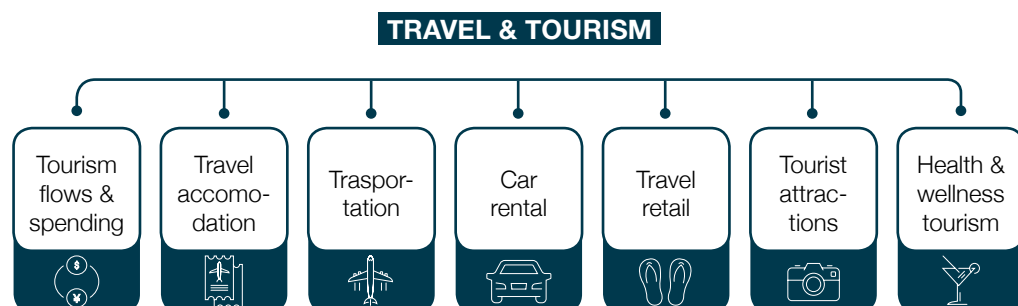 TRAVEL & TOURISM
Tourism
flows &
spending
Travel
accomo-
dation
Traspor-
tation
Car
rental
Travel
retail
Tourist
attrac-
tions
Health &
wellness
tourism
$
¥